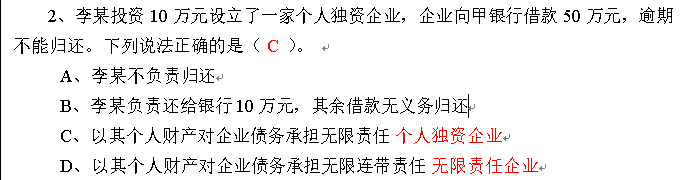 2、李某投资 10 万元设立了一家个人独资企业，企业向甲银行借款 50 万元，逾期
不能归还。下列说法正确的是（ C ）。
A、李某不负责归还
B、李某负责还给银行 10 万元，其余借款无义务归还
C、以其个人财产对企业债务承担无限责任 个人独资企业
D、以其个人财产对企业债务承担无限连带责任 无限责任企业